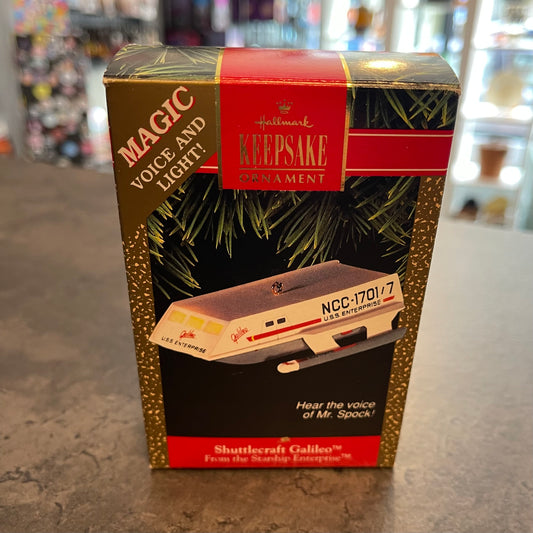 MAGIC
VOICE AND
LIGHT!
Hallmark
KEEPSAKE
ORNAMENT
NCC-1701/7
U.S.S. ENTERPRISE
Galileo
U.S.S. ENTERPRISE
Galileo
Hear the voice
of Mr. Spock!
Shuttlecraft Galileo™
From the Starship Enterprise™